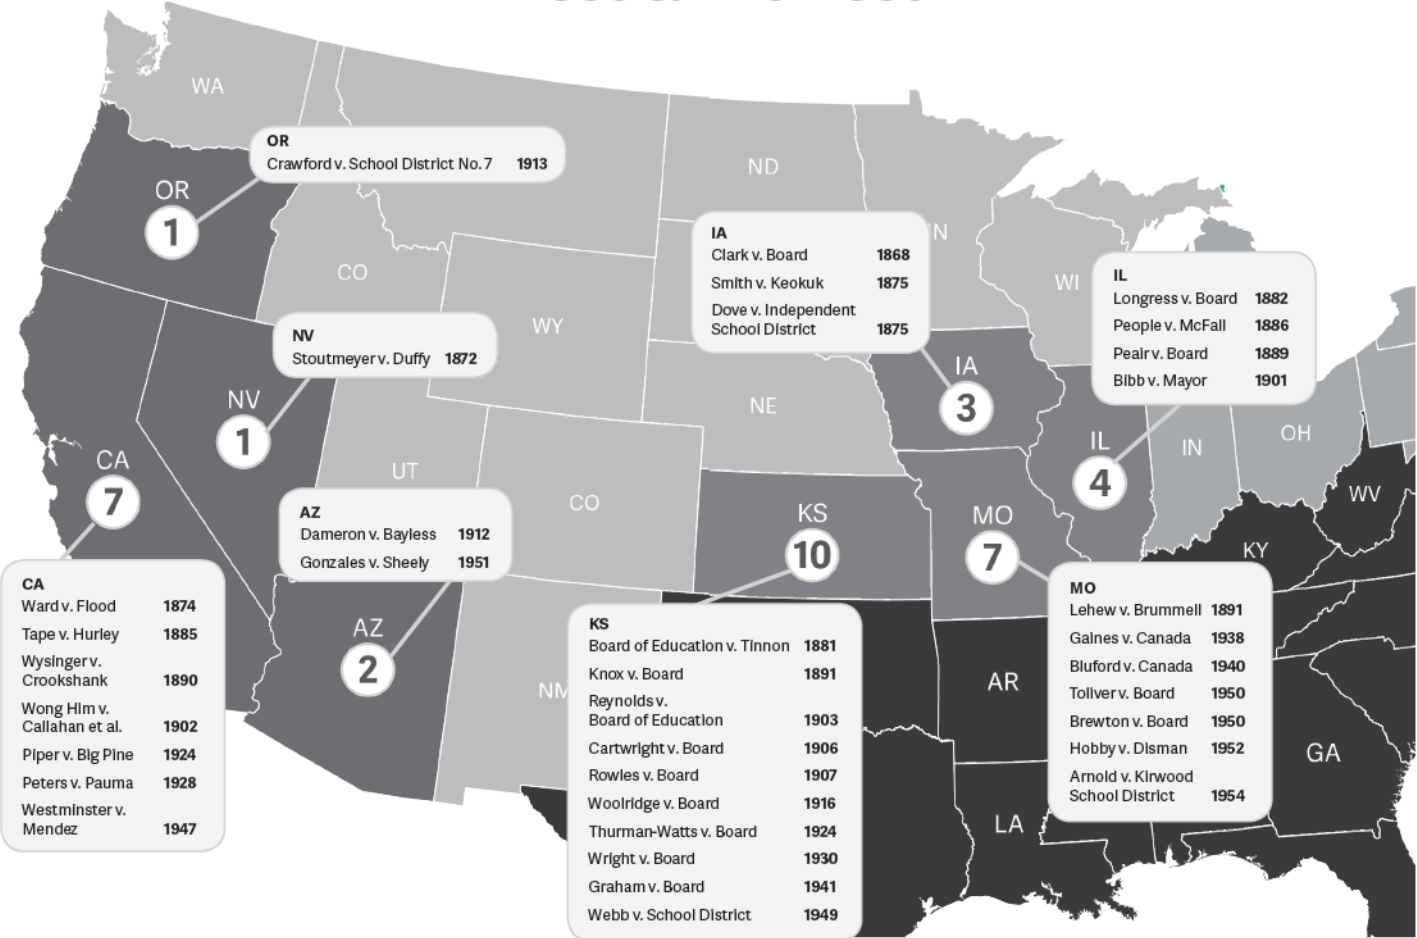 WA
OR
Crawford v. School District No. 7 1913
OR
1
ND
CO
WY
IA
Clark v. Board 1868
Smith v. Keokuk 1875
Dove v. Independent
School District 1875
WI
IL
Longress v. Board 1882
People v. McFall 1886
Peair v. Board 1889
Bibb v. Mayor 1901
NV
Stoutmeyer v. Duffy 1872
NV
1
IA
3
NE
IL
4
IN
OH
WV
KY
CA
7
UT
CO
AZ
Dameron v. Bayless 1912
Gonzales v. Sheely 1951
AZ
2
KS
10
MO
7
CA
Ward v. Flood 1874
Tape v. Hurley 1885
Wysinger v.
Crookshank 1890
Wong Him v.
Callahan et al. 1902
Piper v. Big Pine 1924
Peters v. Pauma 1928
Westminster v.
Mendez 1947
NM
KS
Board of Education v. Tinnon 1881
Knox v. Board 1891
Reynolds v.
Board of Education 1903
Cartwright v. Board 1906
Rowles v. Board 1907
Woolridge v. Board 1916
Thurman-Watts v. Board 1924
Wright v. Board 1930
Graham v. Board 1941
Webb v. School District 1949
MO
Lehew v. Brummell 1891
Gaines v. Canada 1938
Bluford v. Canada 1940
Toliver v. Board 1950
Brewton v. Board 1950
Hobby v. Disman 1952
Arnold v. Kirwood
School District 1954
AR
LA
GA